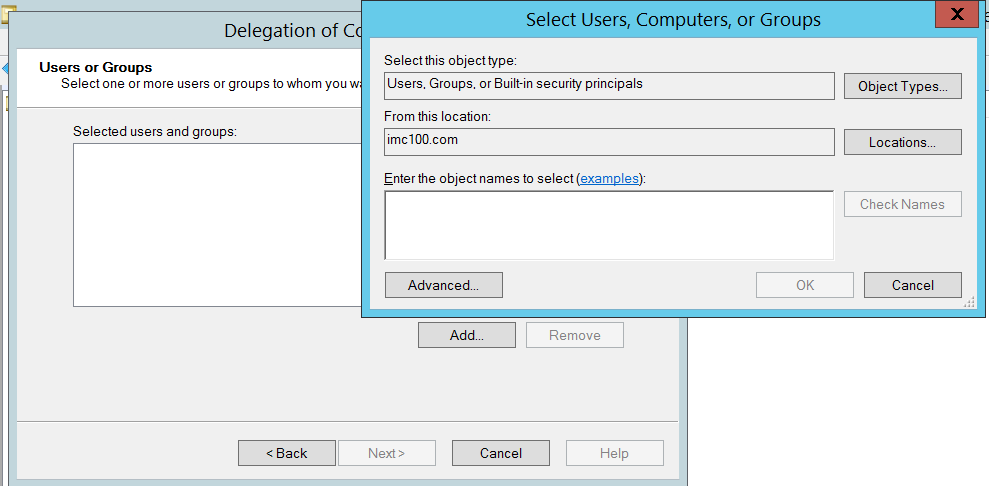 Delegation of Co
Users or Groups
Select one or more users or groups to whom you wa
Selected users and groups:
Add...
Remove
< Back
Next >
Cancel
Help
Select Users, Computers, or Groups
X
Select this object type:
Users, Groups, or Built-in security principals
Object Types...
From this location:
imc100.com
Locations...
Enter the object names to select (examples):
Check Names
Advanced...
OK
Cancel